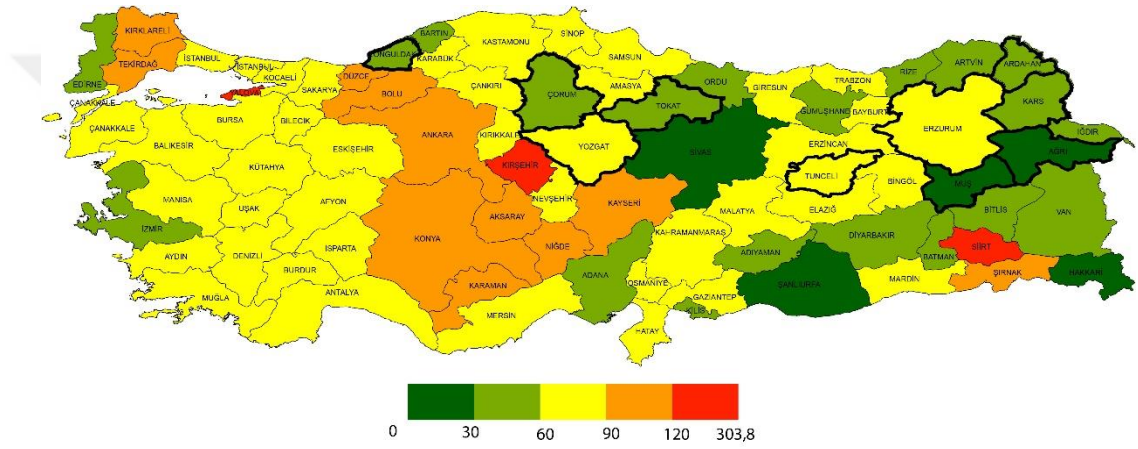 KIRKLARELİ
EDİRNE
TEKİRDAĞ
İSTANBUL
İSTANBUL
KOCAELİ
SAKARYA
DÜZCE
BOLU
BARTIN
KARABÜK
KASTAMONU
SİNOP
SAMSUN
ÇANKIRI
ÇORUM
AMASYA
TOKAT
ORDU
GİRESUN
TRABZON
GÜMÜŞHANE
BAYBURT
RİZE
ARTVİN
ARDAHAN
KARS
IĞDIR
ERZURUM
AĞRI
ÇANAKKALE
ÇANAKKALE
BALIKESİR
BURSA
BİLECİK
ESKİŞEHİR
KÜTAHYA
ANKARA
KIRIKKALE
YOZGAT
SİVAS
ERZİNCAN
TUNCELİ
BİNGÖL
MUŞ
BİTLİS
VAN
KIRŞEHİR
NEVŞEHİR
KAYSERİ
MALATYA
ELAZIĞ
MANİSA
UŞAK
AFYON
İZMİR
AYDIN
DENİZLİ
ISPARTA
BURDUR
MUĞLA
ANTALYA
KONYA
AKSARAY
NİĞDE
KARAMAN
MERSİN
ADANA
KAHRAMANMARAŞ
OSMANİYE
GAZİANTEP
KİLİS
HATAY
ADIYAMAN
ŞANLIURFA
DİYARBAKIR
BATMAN
SİİRT
MARDİN
ŞIRNAK
HAKKARİ
0 30 60 90 120 303,8